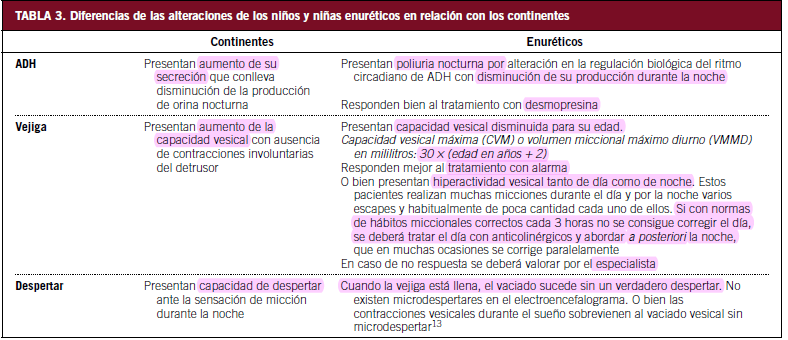 TABLA 3. Diferencias de las alteraciones de los niños y niñas enuréticos en relación con los continentes
Continentes
Enuréticos
ADH
Presentan aumento de su
secreción que conlleva
disminución de la producción
de orina nocturna
Presentan poliuria nocturna por alteración en la regulación biológica del ritmo
circadiano de ADH con disminución de su producción durante la noche
Responden bien al tratamiento con desmopresina
Vejiga
Presentan aumento de la
capacidad vesical con ausencia
de contracciones involuntarias
del detrusor
Presentan capacidad vesical disminuida para su edad.
Capacidad vesical máxima (CVM) o volumen miccional máximo diurno (VMMD)
en mililitros: 30 × (edad en años + 2)
Responden mejor al tratamiento con alarma
O bien presentan hiperactividad vesical tanto de día como de noche. Estos
pacientes realizan muchas micciones durante el día y por la noche varios
escapes y habitualmente de poca cantidad cada uno de ellos. Si con normas
de hábitos miccionales correctos cada 3 horas no se consigue corregir el día,
se deberá tratar el día con anticolinérgicos y abordar a posteriori la noche,
que en muchas ocasiones se corrige paralelamente
En caso de no respuesta se deberá valorar por el especialista
Despertar
Presentan capacidad de despertar
ante la sensación de micción
durante la noche
Cuando la vejiga está llena, el vaciado sucede sin un verdadero despertar. No
existen microdespertares en el electroencefalograma. O bien las
contracciones vesicales durante el sueño sobrevienen al vaciado vesical sin
microdespertar13